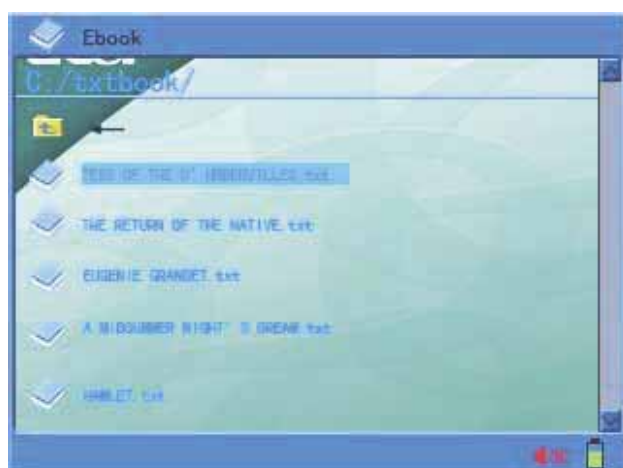 Ebook
C:/txtbook/
TESS OF THE D' URBERVILLES.txt
THE RETURN OF THE NATIVE.txt
EUGENIE GRANDET.txt
A MIDSUMMER NIGHT' S DREAM.txt
HAMLET.txt